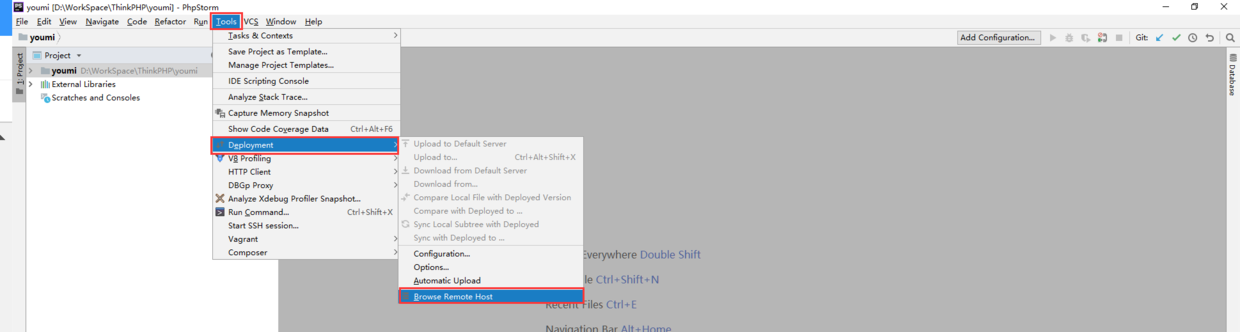 youmi [D:\WorkSpace\ThinkPHP\youmi] - PhpStorm
File Edit View Navigate Code Refactor Run Tools VCS Window Help
youmi
Add Configuration...
Git:
1: Project
Project
youmi D:\WorkSpace\ThinkPHP\youmi
External Libraries
Scratches and Consoles
Database
Tasks & Contexts
Save Project as Template...
Manage Project Templates...
IDE Scripting Console
Analyze Stack Trace...
Capture Memory Snapshot
Show Code Coverage Data Ctrl+Alt+F6
Deployment
V8 Profiling
HTTP Client
DBGp Proxy
Analyze Xdebug Profiler Snapshot...
Run Command... Ctrl+Shift+X
Start SSH session...
Vagrant
Composer
Upload to Default Server
Upload to... Ctrl+Alt+Shift+X
Download from Default Server
Download from...
Compare Local File with Deployed Version
Compare with Deployed to ...
Sync Local Subtree with Deployed
Sync with Deployed to ...
Configuration...
Options...
Automatic Upload
Browse Remote Host
Everywhere Double Shift
le Ctrl+Shift+N
Recent Files Ctrl+E
Navigation Bar Alt+Home